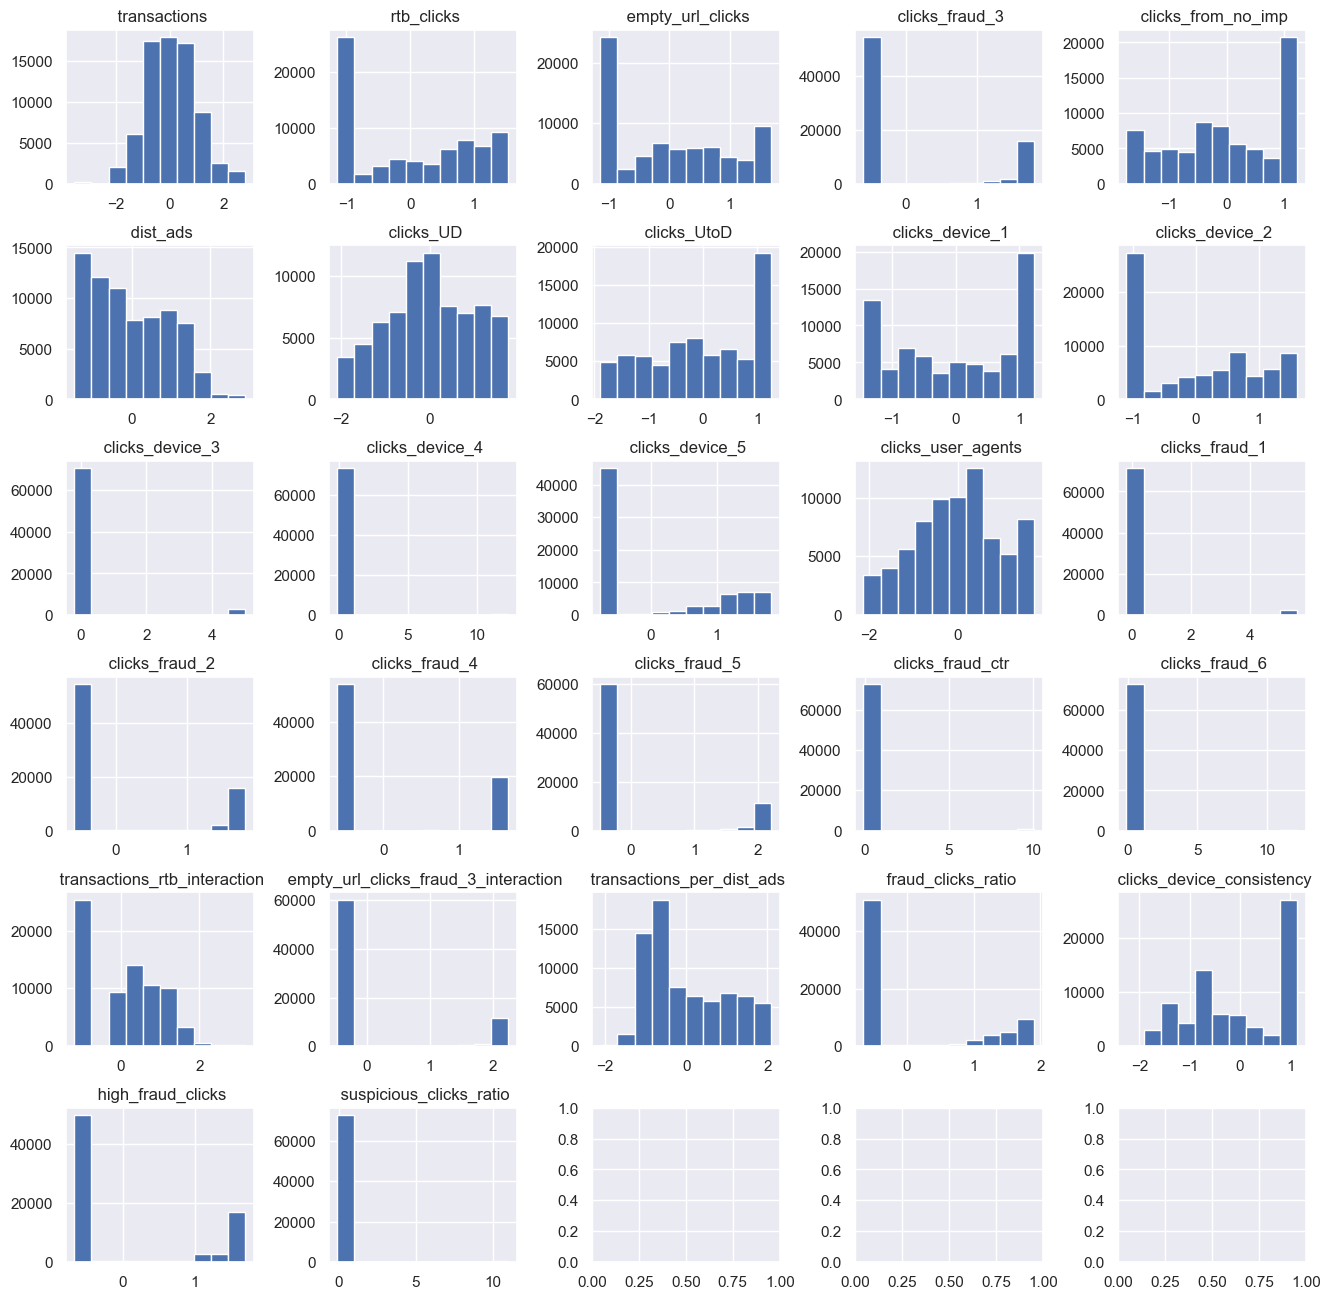 transactions rtb_clicks empty_url_clicks clicks_fraud_3 clicks_from_no_imp
15000 10000 5000 0 −2 0 2
20000 10000 0 −1 0 1
20000 10000 0 −1 0 1
40000 20000 0 0 1
20000 15000 10000 5000 0 −1 0 1
dist_ads clicks_UD clicks_UtoD clicks_device_1 clicks_device_2
15000 10000 5000 0 0 2
10000 5000 0 −2 0
20000 15000 10000 5000 0 −2 −1 0 1
20000 15000 10000 5000 0 −1 0 1
20000 10000 0 −1 0 1
clicks_device_3 clicks_device_4 clicks_device_5 clicks_user_agents clicks_fraud_1
60000 40000 20000 0 0 2 4
60000 40000 20000 0 0 5 10
40000 30000 20000 10000 0 0 1
10000 5000 0 −2 0
60000 40000 20000 0 0 2 4
clicks_fraud_2 clicks_fraud_4 clicks_fraud_5 clicks_fraud_ctr clicks_fraud_6
40000 20000 0 0 1
40000 20000 0 0 1
60000 40000 20000 0 0 1 2
60000 40000 20000 0 0 5 10
60000 40000 20000 0 0 5 10
transactions_rtb_interaction empty_url_clicks_fraud_3_interaction transactions_per_dist_ads fraud_clicks_ratio clicks_device_consistency
20000 10000 0 0 2
60000 40000 20000 0 0 1 2
15000 10000 5000 0 −2 0 2
40000 20000 0 0 1 2
20000 10000 0 −2 −1 0 1
high_fraud_clicks suspicious_clicks_ratio
40000 20000 0 0 1
60000 40000 20000 0 0 5 10
1.0 0.8 0.6 0.4 0.2 0.0 0.00 0.25 0.50 0.75 1.00
1.0 0.8 0.6 0.4 0.2 0.0 0.00 0.25 0.50 0.75 1.00
1.0 0.8 0.6 0.4 0.2 0.0 0.00 0.25 0.50 0.75 1.00